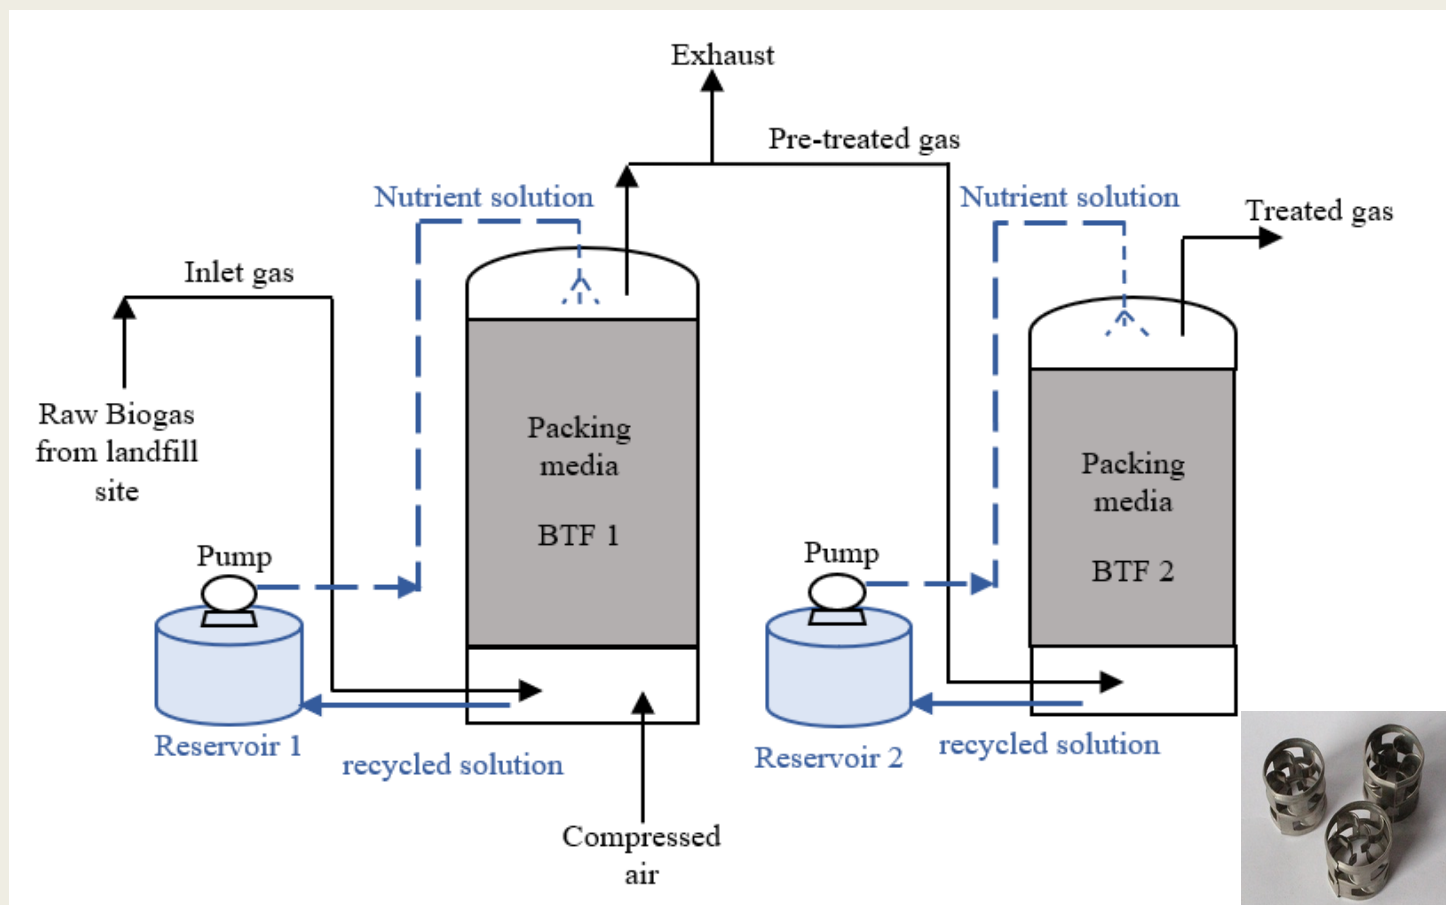 Exhaust
Pre-treated gas
Nutrient solution
Nutrient solution
Treated gas
Inlet gas
Raw Biogas
from landfill
site
Packing
media
BTF 1
Packing
media
BTF 2
Pump
Pump
Reservoir 1
recycled solution
Reservoir 2
recycled solution
Compressed
air